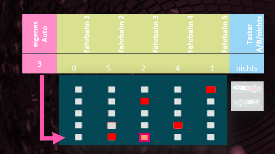 eigenes
Auto
Fahrbahn 1
Fahrbahn 2
Fahrbahn 3
Fahrbahn 4
Fahrbahn 5
Taster
A/B/nichts
3
0
5
2
4
1
nichts